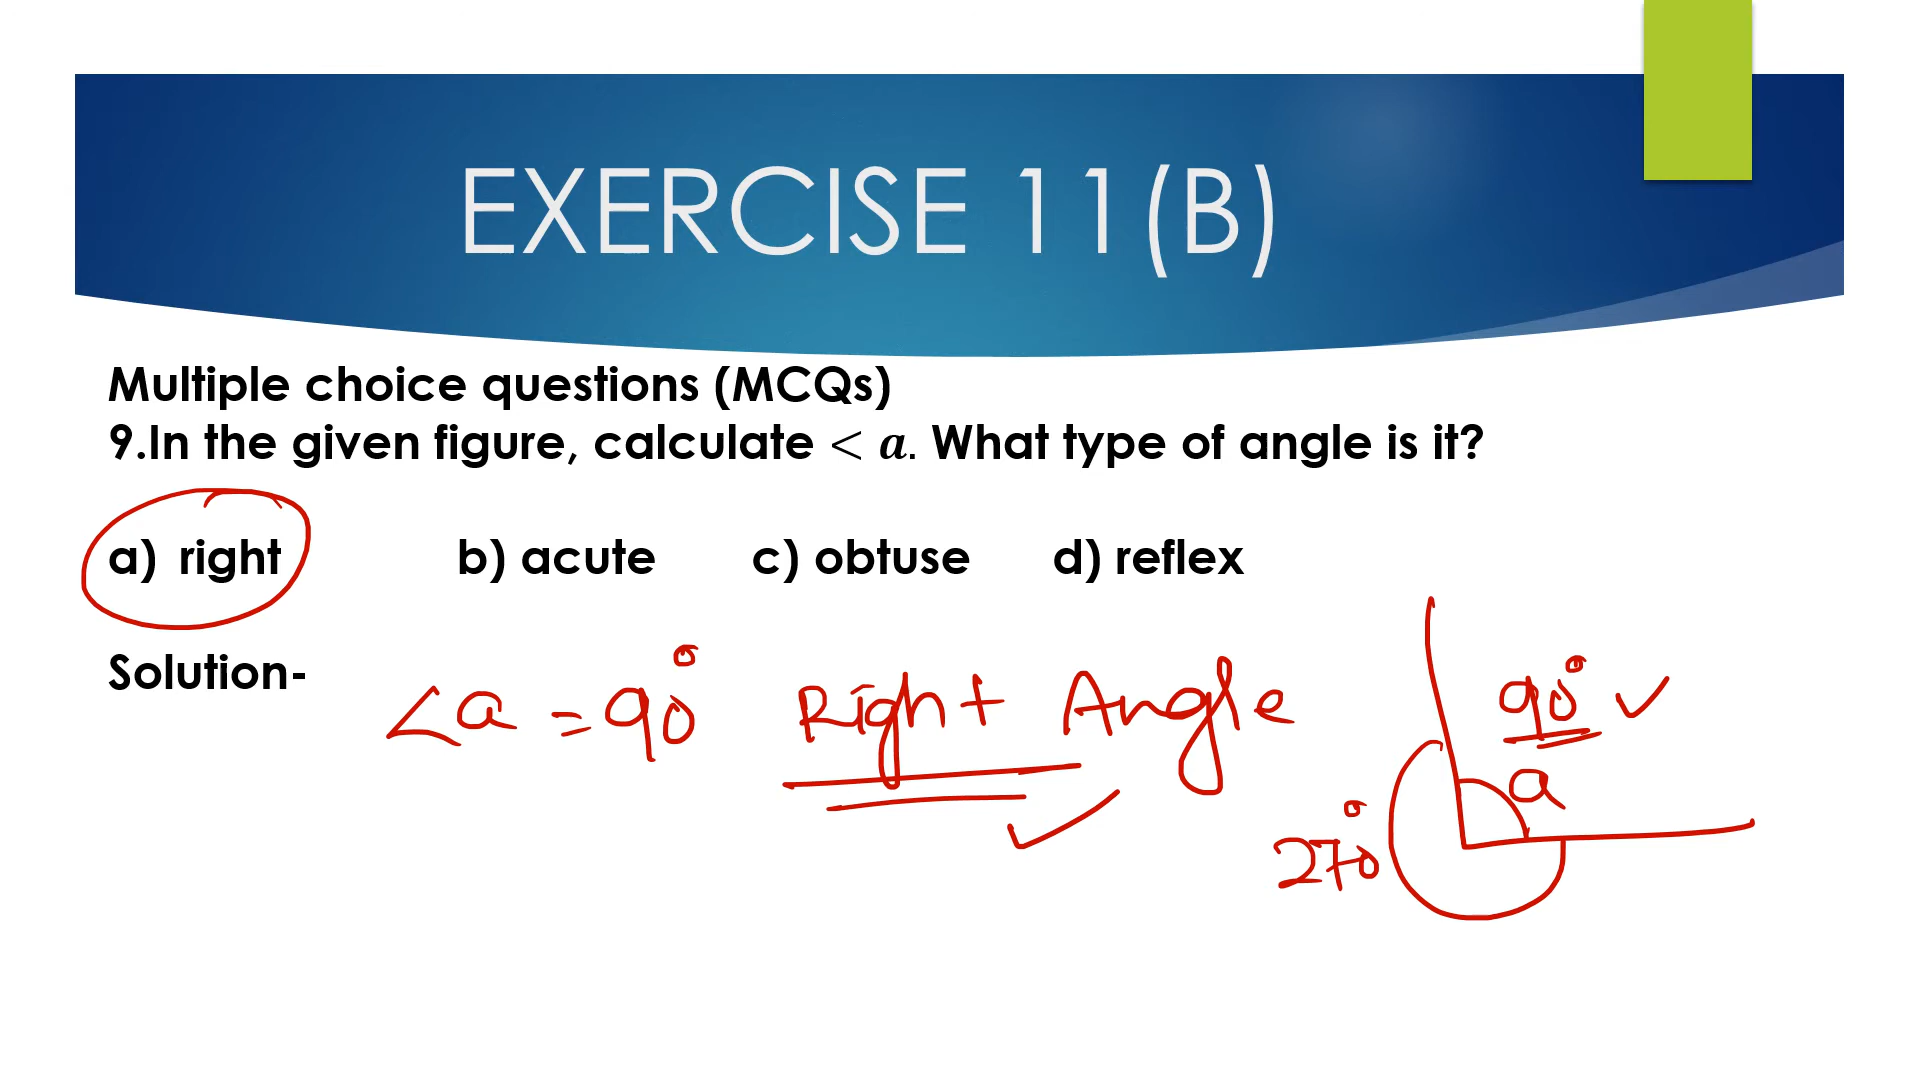 EXERCISE 11(B)
Multiple choice questions (MCQs)
9.In the given figure, calculate < a. What type of angle is it?
a) right b) acute c) obtuse d) reflex
Solution-
∠a = 90° Right Angle
90° ✓
a
270°